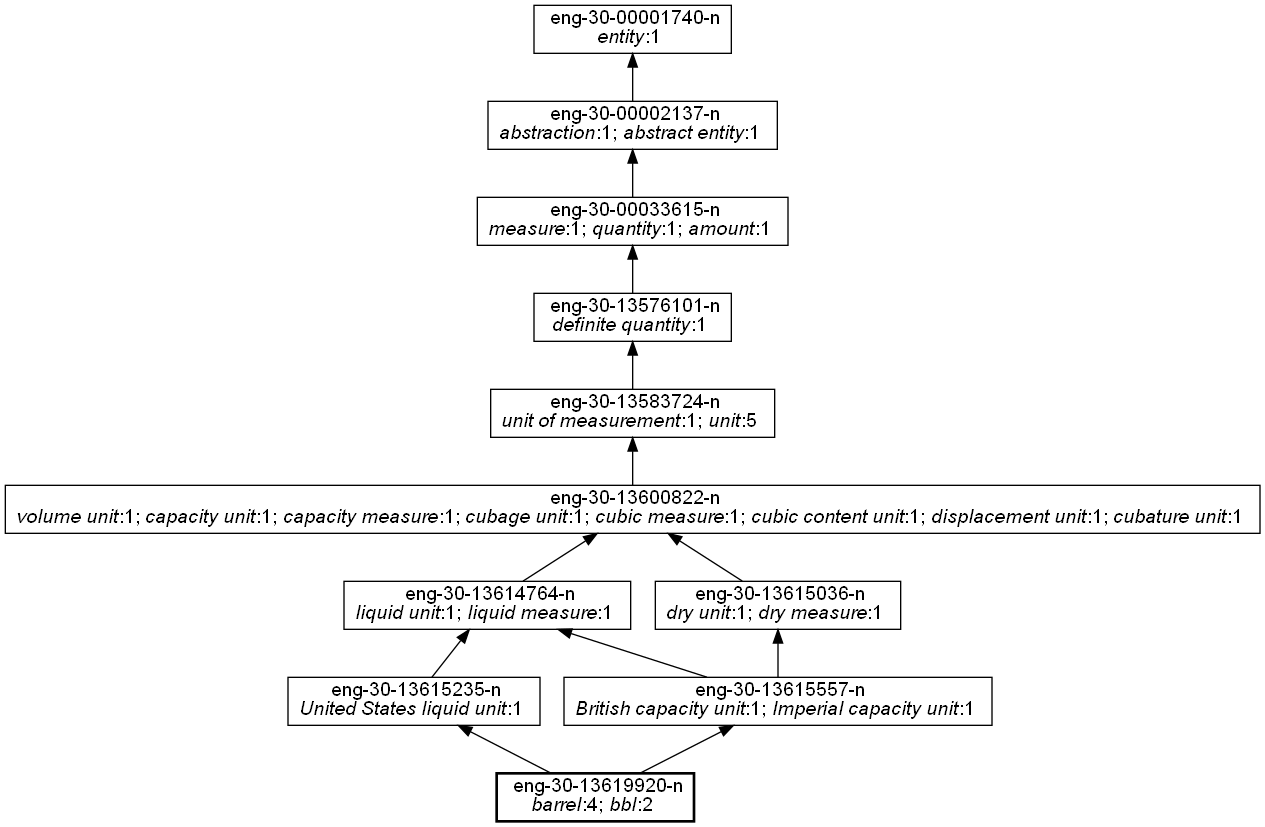 eng-30-00001740-n
entity:1
eng-30-00002137-n
abstraction:1; abstract entity:1
eng-30-00033615-n
measure:1; quantity:1; amount:1
eng-30-13576101-n
definite quantity:1
eng-30-13583724-n
unit of measurement:1; unit:5
eng-30-13600822-n
volume unit:1; capacity unit:1; capacity measure:1; cubage unit:1; cubic measure:1; cubic content unit:1; displacement unit:1; cubature unit:1
eng-30-13614764-n
liquid unit:1; liquid measure:1
eng-30-13615036-n
dry unit:1; dry measure:1
eng-30-13615235-n
United States liquid unit:1
eng-30-13615557-n
British capacity unit:1; Imperial capacity unit:1
eng-30-13619920-n
barrel:4; bbl:2